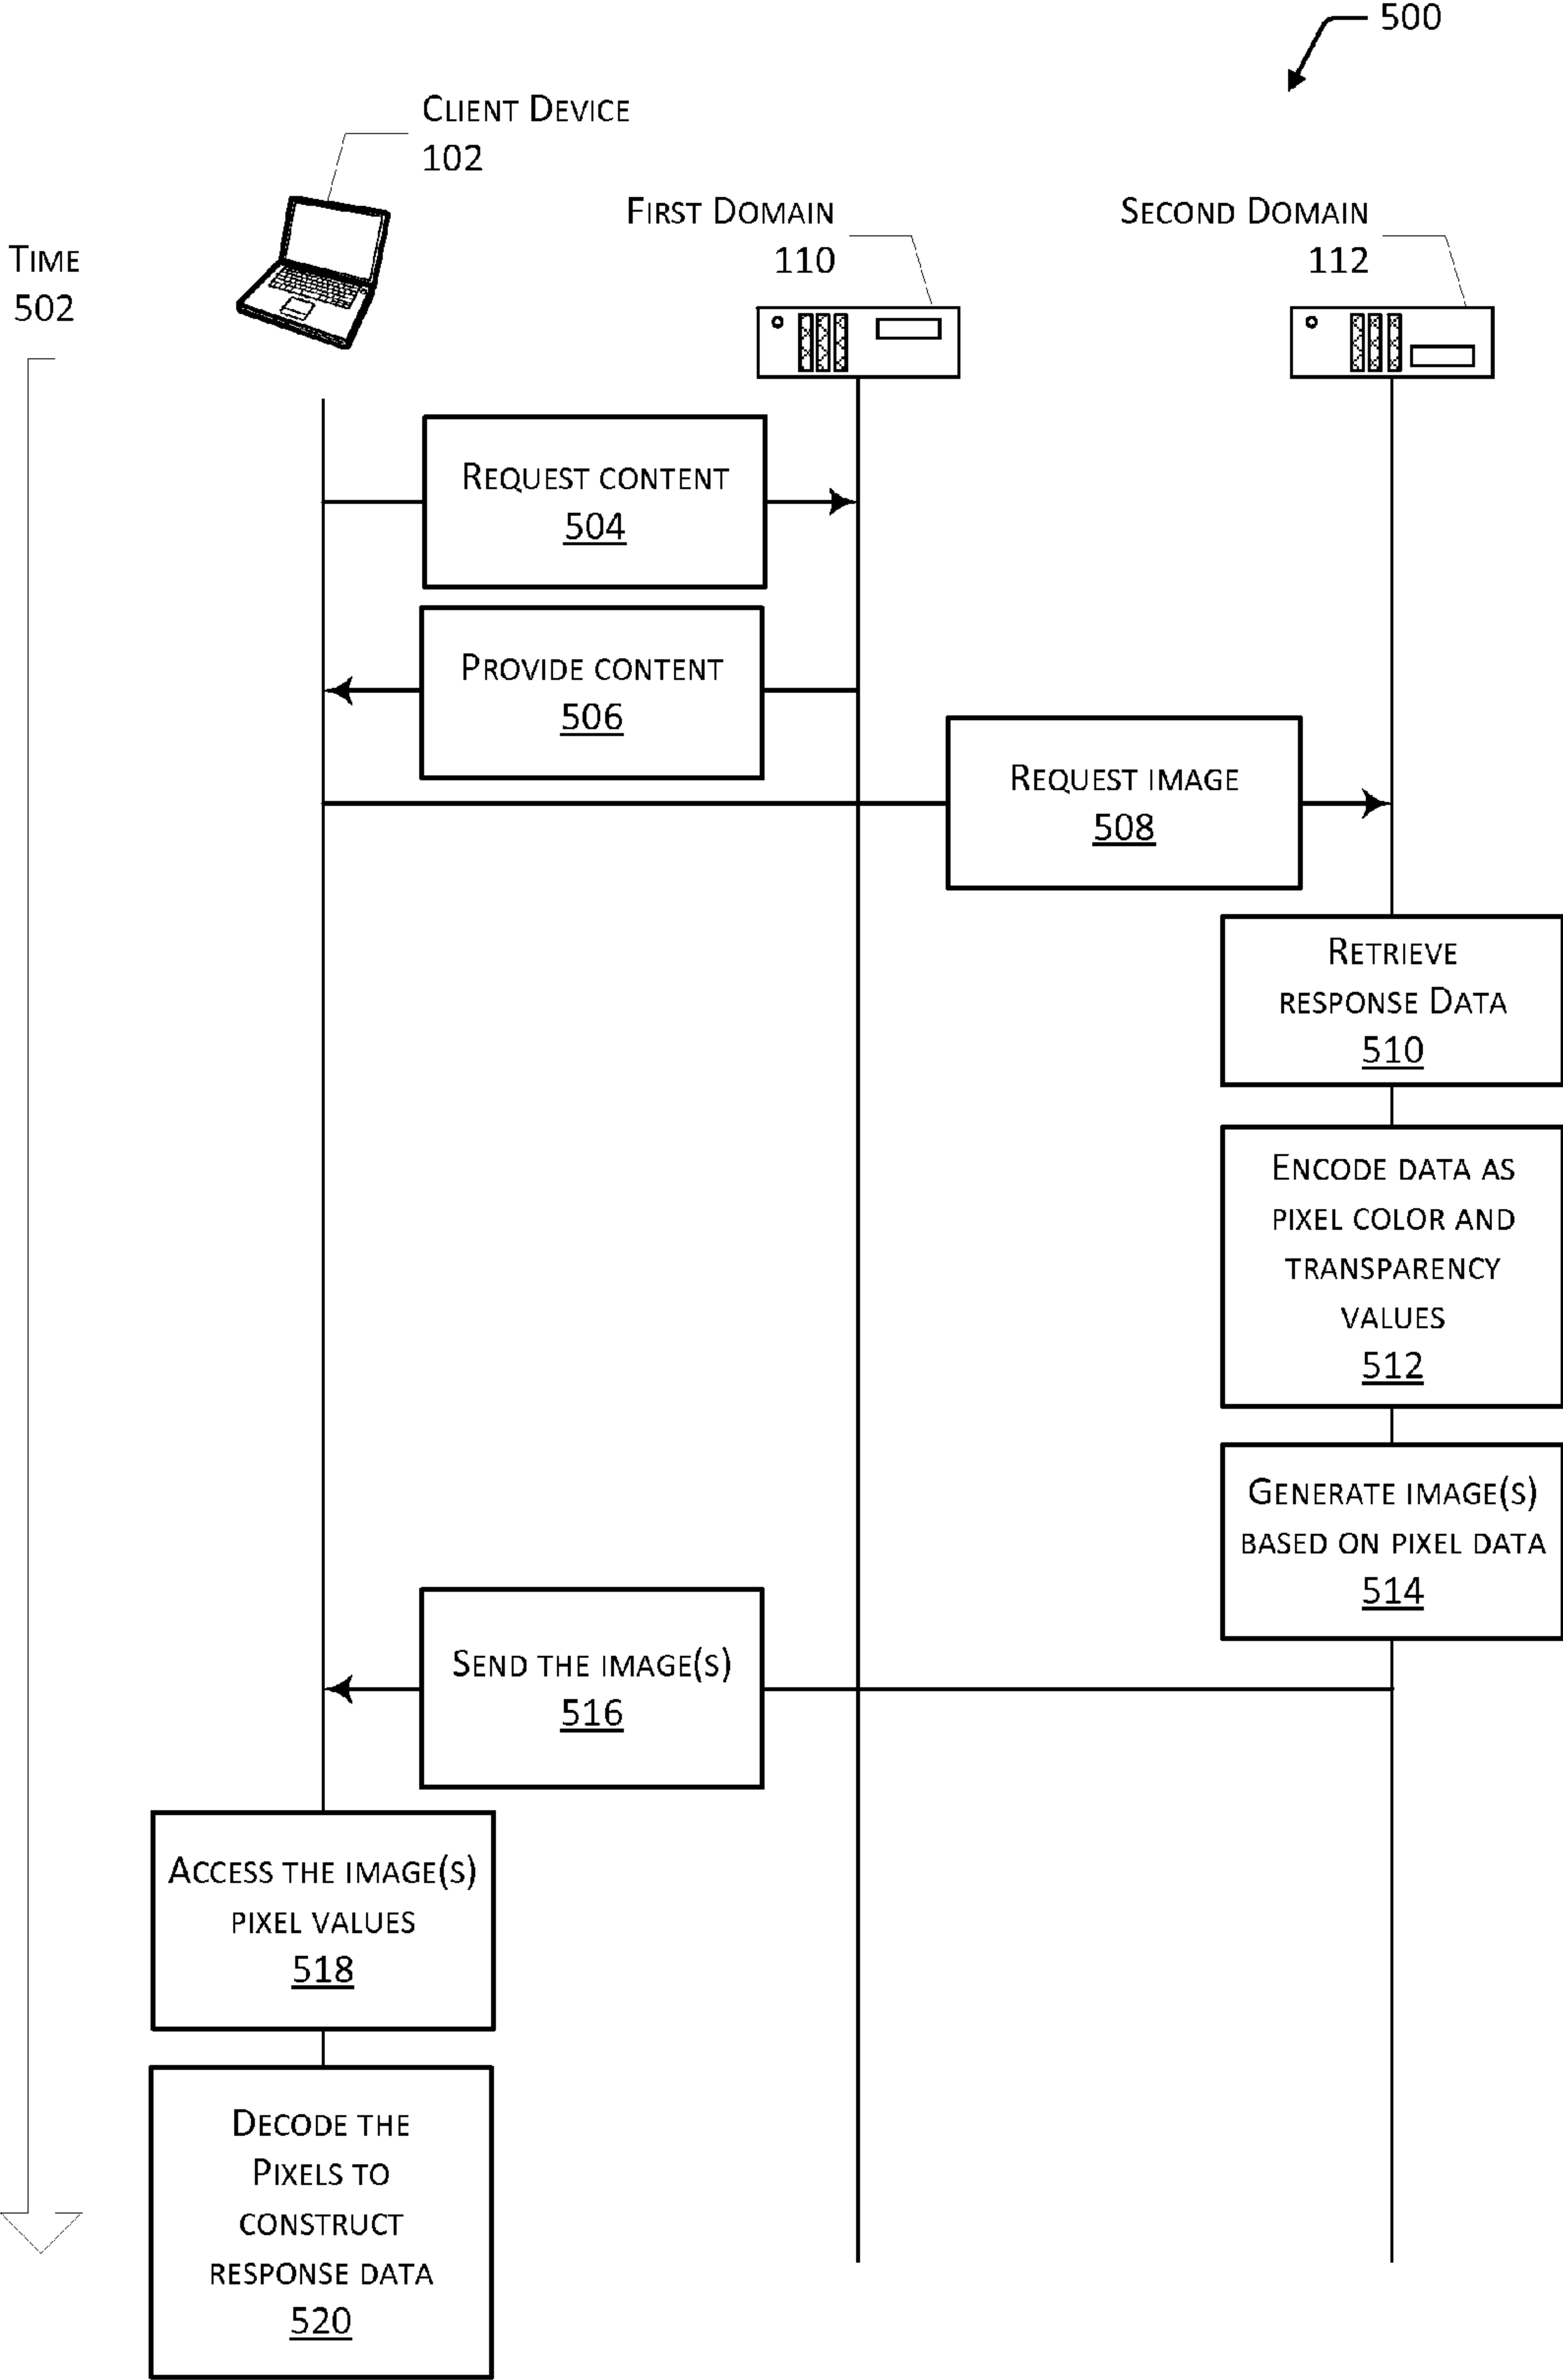 500
Client Device
102
First Domain
110
Second Domain
112
Time
502
Request content
504
Provide content
506
Request image
508
Retrieve
response Data
510
Encode data as
pixel color and
transparency
values
512
Generate image(s)
based on pixel data
514
Send the image(s)
516
Access the image(s)
pixel values
518
Decode the
Pixels to
construct
response data
520